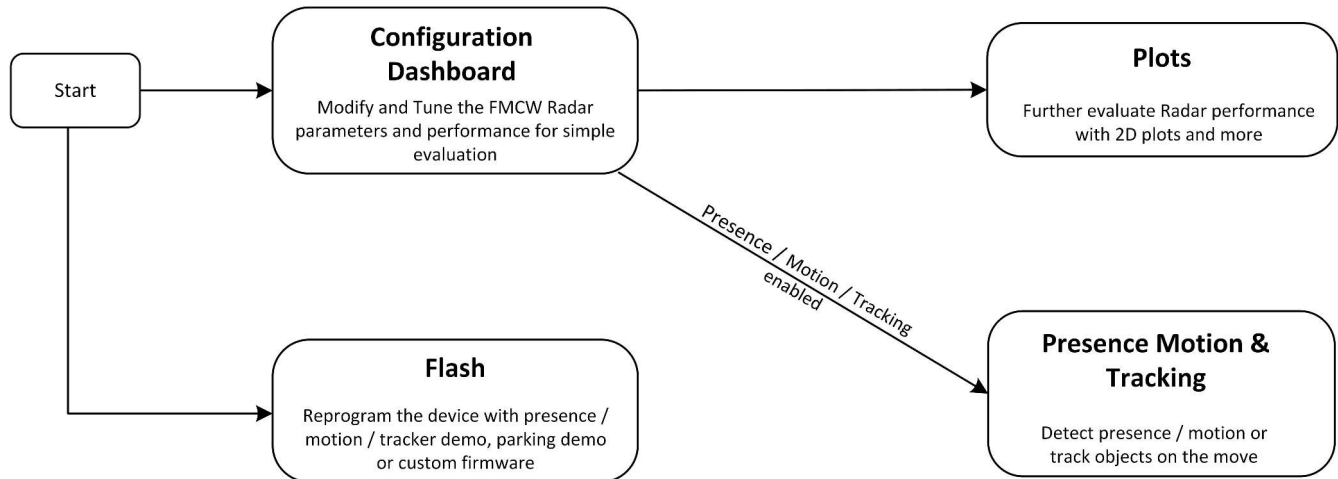 Start
Configuration
Dashboard
Modify and Tune the FMCW Radar
parameters and performance for simple
evaluation
Plots
Further evaluate Radar performance
with 2D plots and more
Presence / Motion / Tracking
enabled
Flash
Reprogram the device with presence /
motion / tracker demo, parking demo
or custom firmware
Presence Motion &
Tracking
Detect presence / motion or
track objects on the move